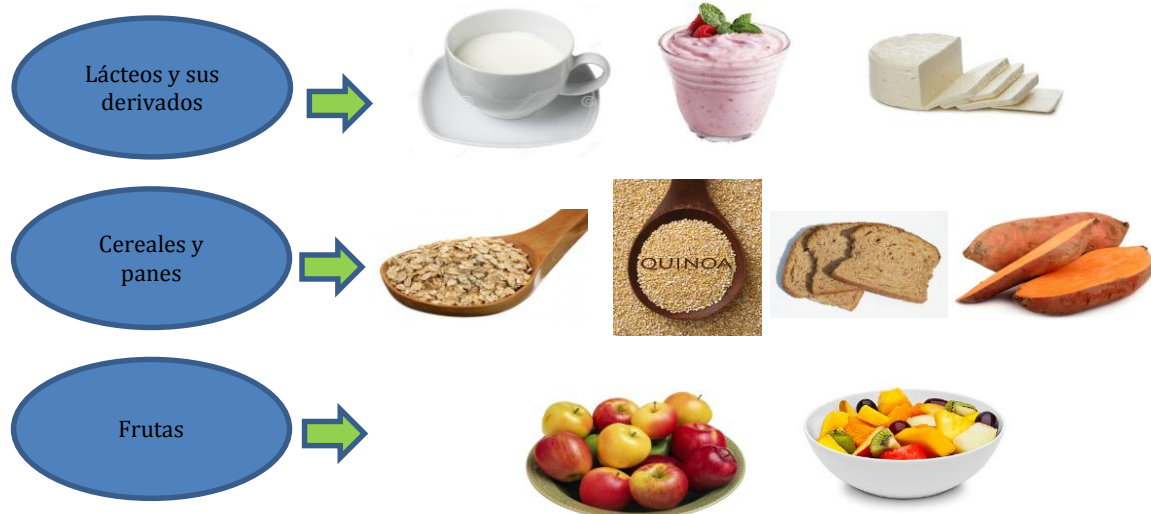 Lácteos y sus
derivados
Cereales y
panes
QUINOA
Frutas